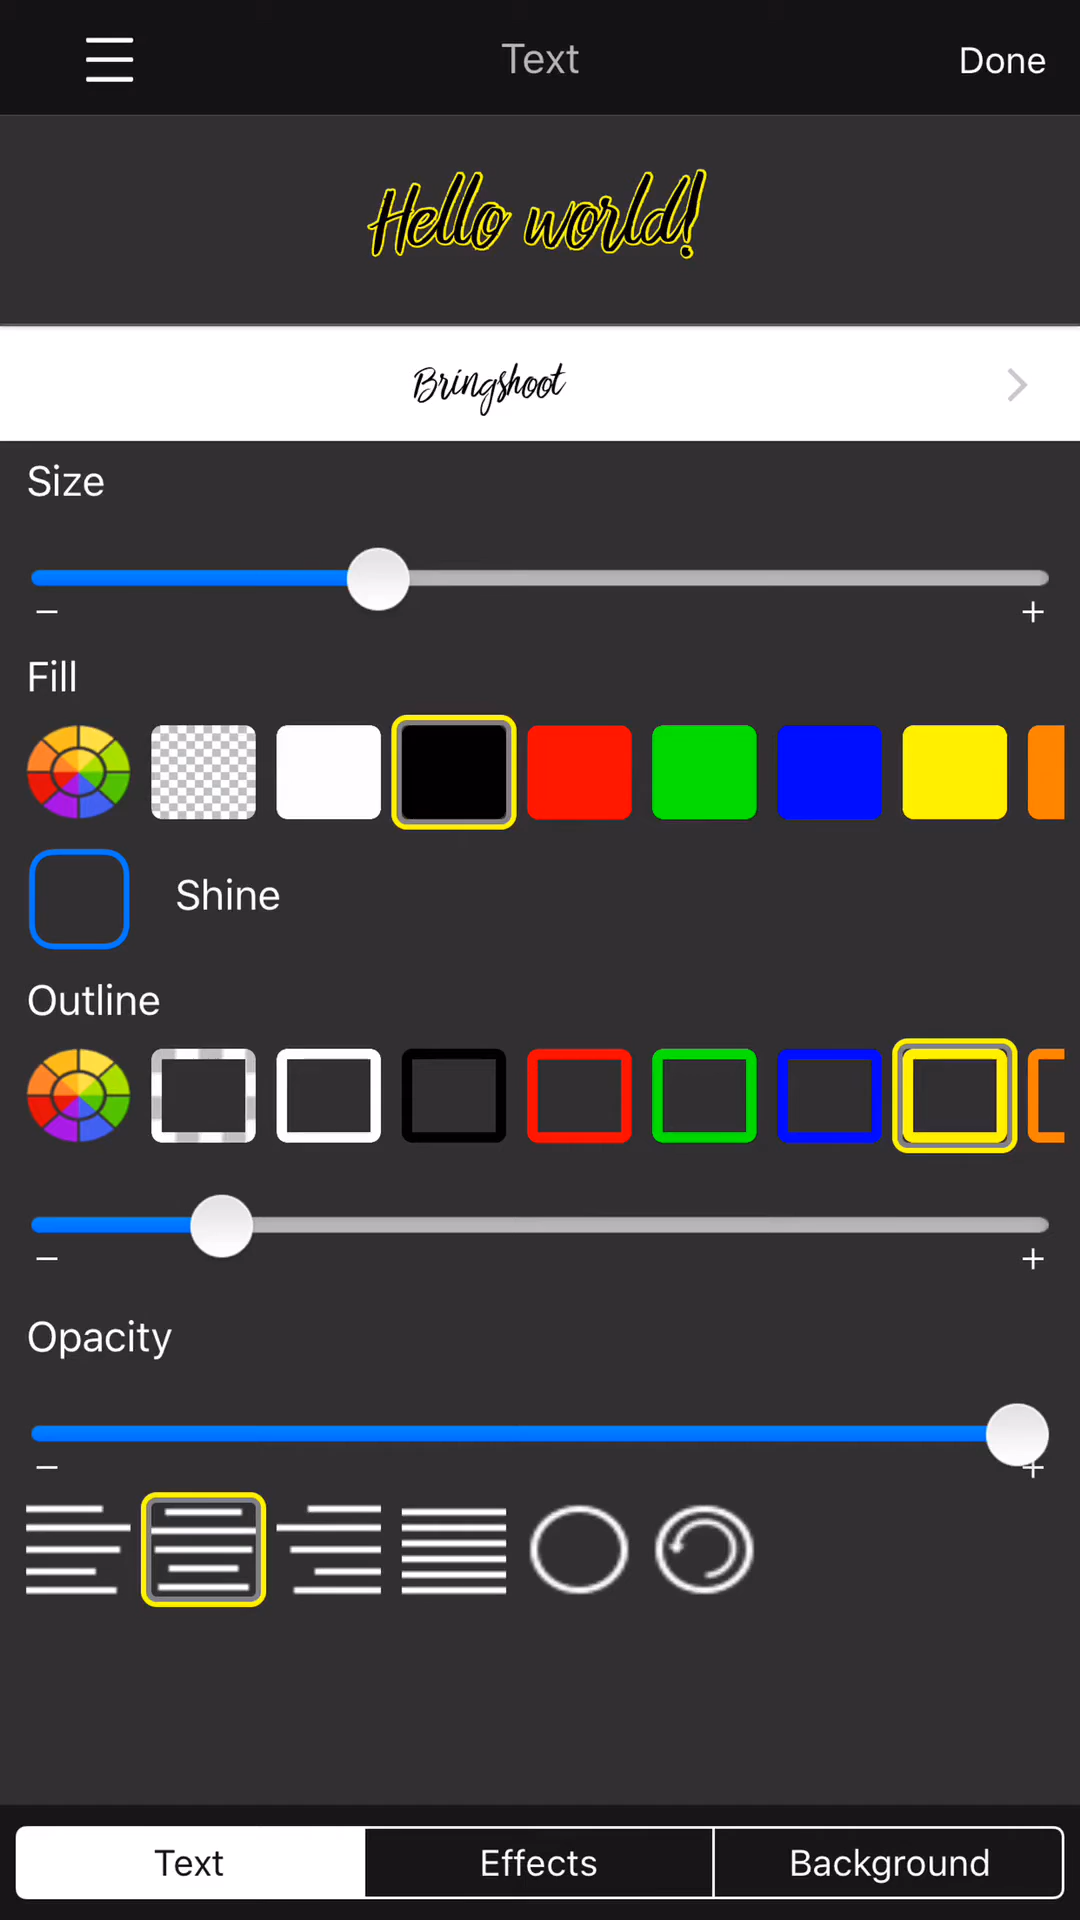 Text
Done
Hello world!
Bringshoot
Size
− +
Fill
Shine
Outline
− +
Opacity
− +
Text Effects Background